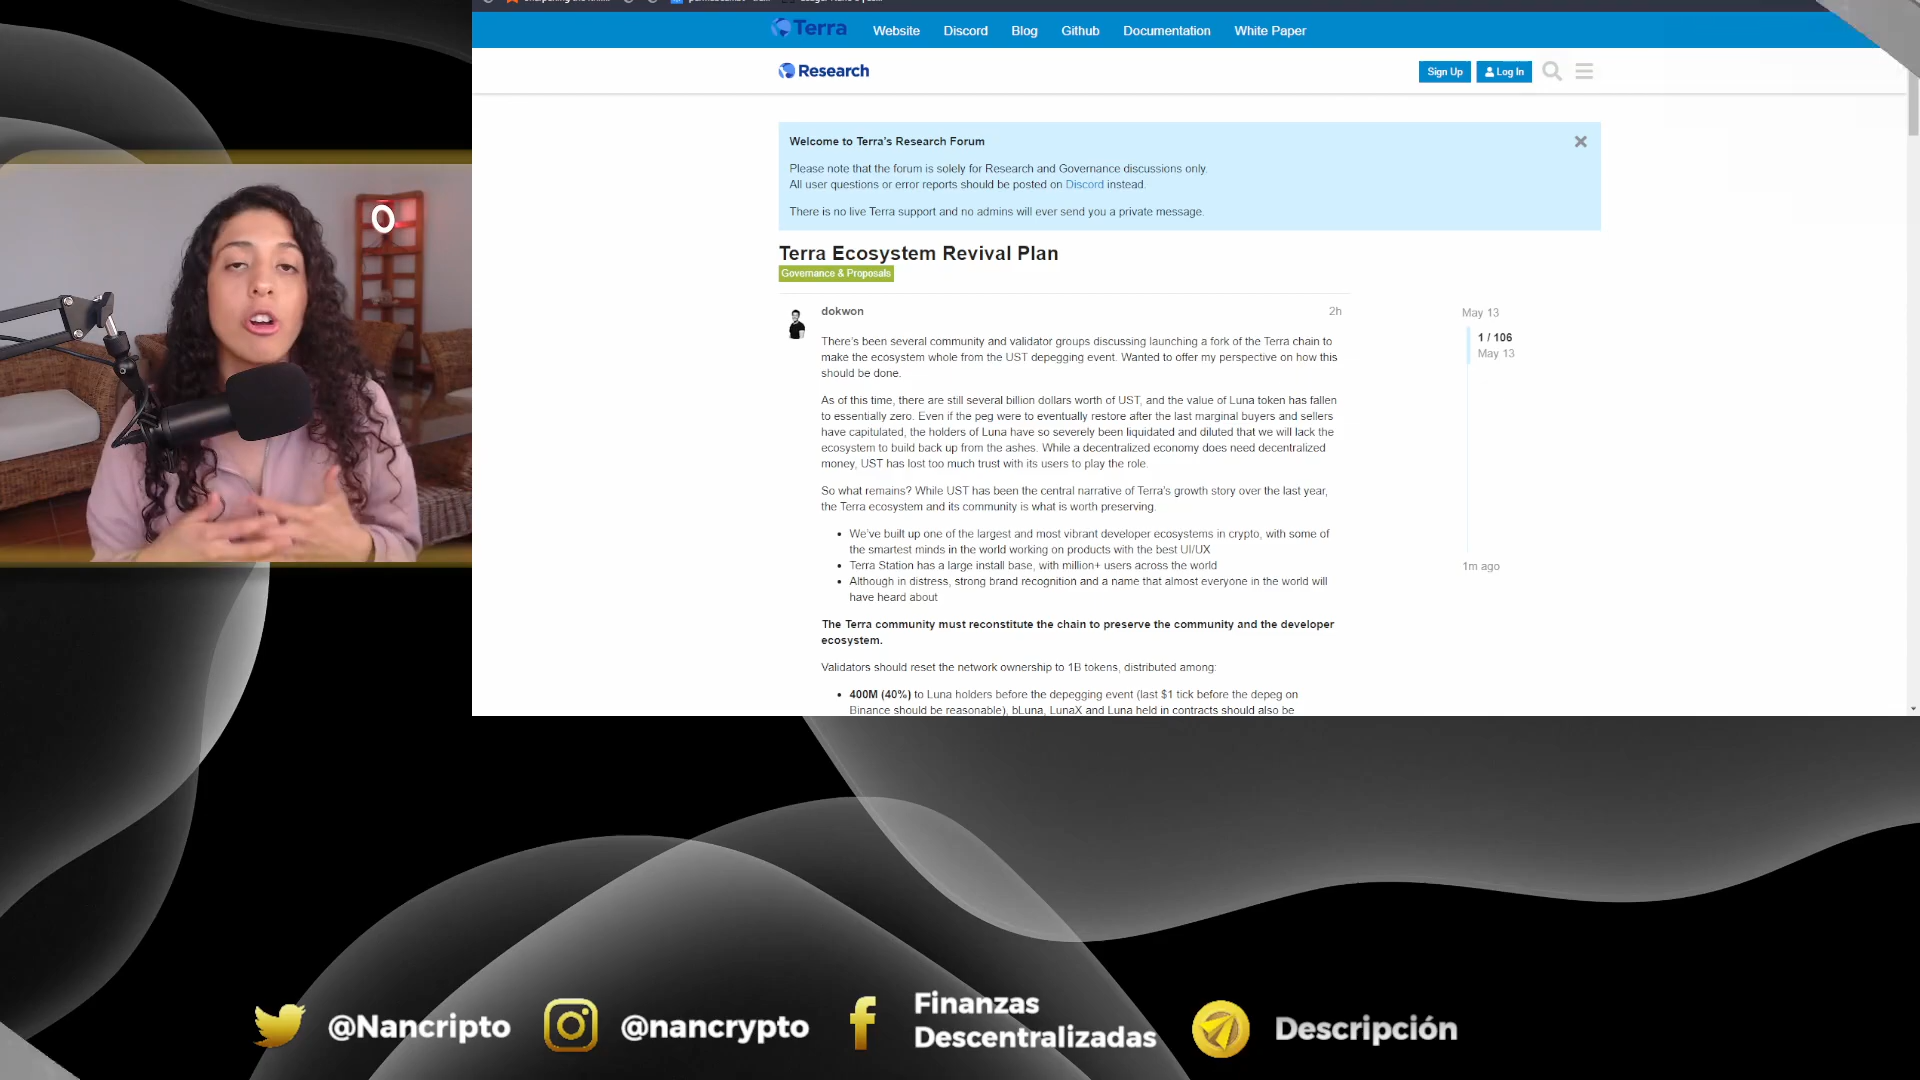 Terra Website Discord Blog Github Documentation White Paper
Research
Sign Up Log In
Welcome to Terra's Research Forum
Please note that the forum is solely for Research and Governance discussions only.
All user questions or error reports should be posted on Discord instead.
There is no live Terra support and no admins will ever send you a private message.
Terra Ecosystem Revival Plan
Governance & Proposals
dokwon 2h
There's been several community and validator groups discussing launching a fork of the Terra chain to
make the ecosystem whole from the UST depegging event. Wanted to offer my perspective on how this
should be done.
As of this time, there are still several billion dollars worth of UST, and the value of Luna token has fallen
to essentially zero. Even if the peg were to eventually restore after the last marginal buyers and sellers
have capitulated, the holders of Luna have so severely been liquidated and diluted that we will lack the
ecosystem to build back up from the ashes. While a decentralized economy does need decentralized
money, UST has lost too much trust with its users to play the role.
So what remains? While UST has been the central narrative of Terra's growth story over the last year,
the Terra ecosystem and its community is what is worth preserving.
• We've built up one of the largest and most vibrant developer ecosystems in crypto, with some of
the smartest minds in the world working on products with the best UI/UX
• Terra Station has a large install base, with million+ users across the world
• Although in distress, strong brand recognition and a name that almost everyone in the world will
have heard about
The Terra community must reconstitute the chain to preserve the community and the developer
ecosystem.
Validators should reset the network ownership to 1B tokens, distributed among:
• 400M (40%) to Luna holders before the depegging event (last $1 tick before the depeg on
Binance should be reasonable), bLuna, LunaX and Luna held in contracts should also be
May 13
1 / 106
May 13
1m ago
@Nancripto @nancrypto Finanzas
Descentralizadas Descripción